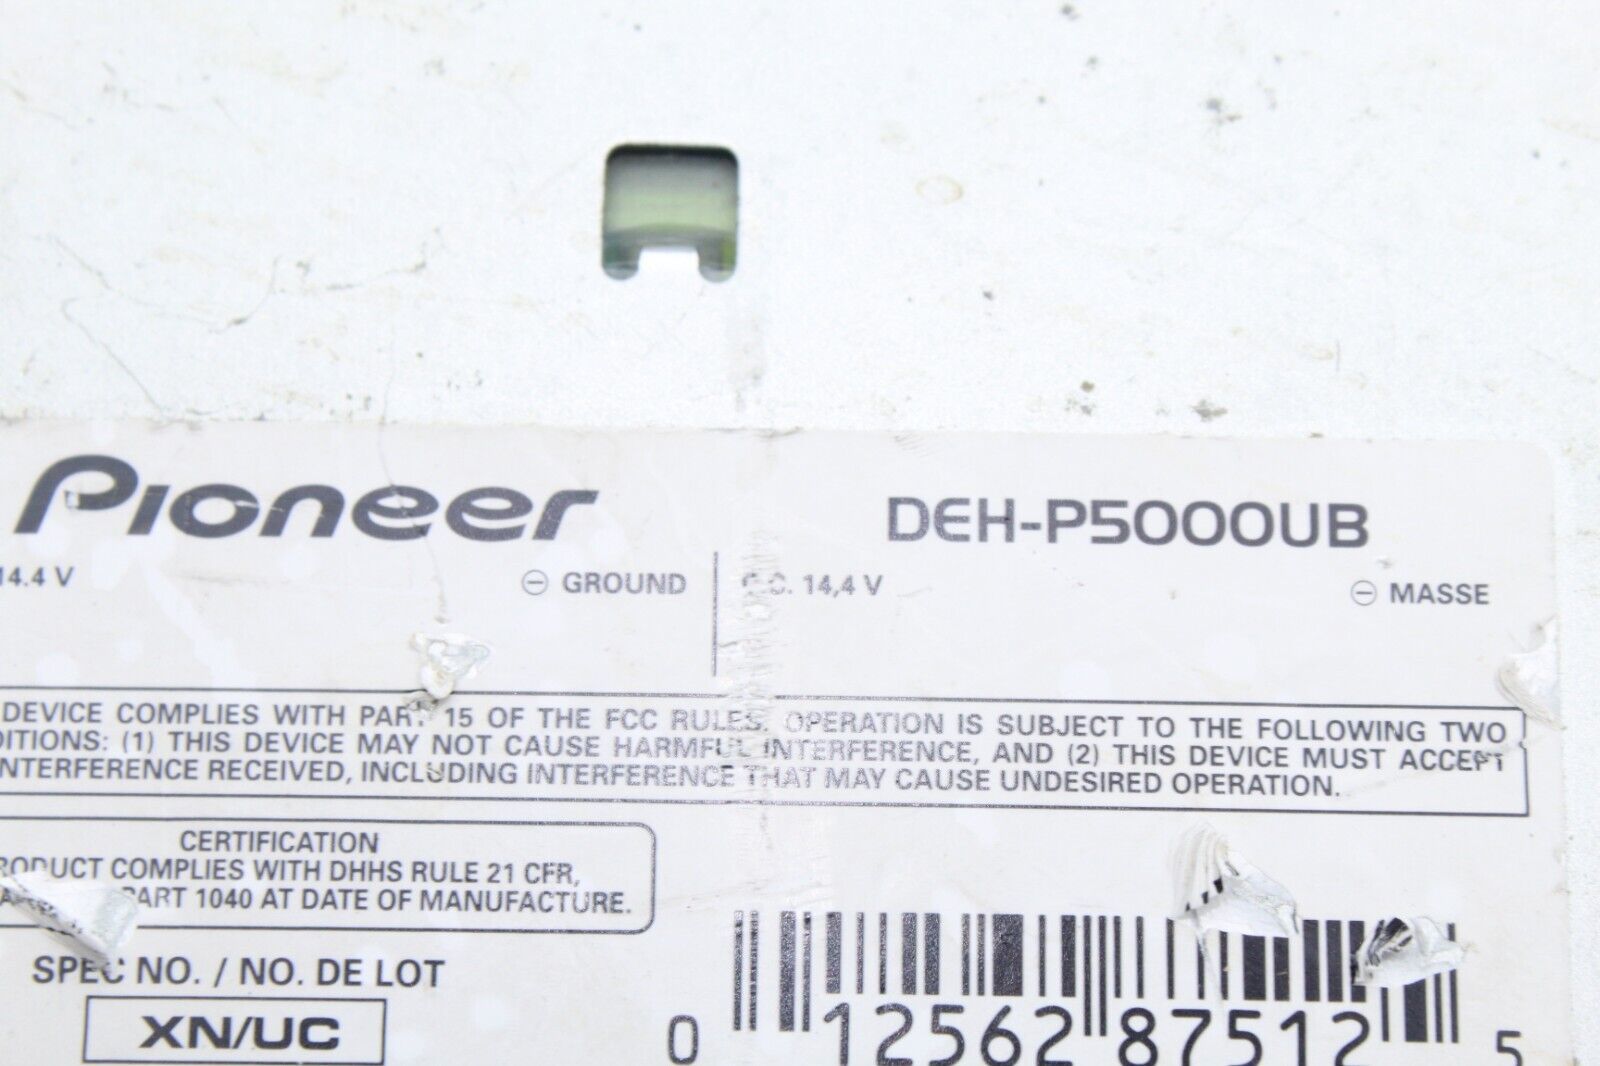 Pioneer DEH-P5000UB
14.4 V ⊖ GROUND 14,4 V ⊖ MASSE
DEVICE COMPLIES WITH PART 15 OF THE FCC RULES. OPERATION IS SUBJECT TO THE FOLLOWING TWO
DITIONS: (1) THIS DEVICE MAY NOT CAUSE HARMFUL INTERFERENCE, AND (2) THIS DEVICE MUST ACCEPT
NTERFERENCE RECEIVED, INCLUDING INTERFERENCE THAT MAY CAUSE UNDESIRED OPERATION.
CERTIFICATION
RODUCT COMPLIES WITH DHHS RULE 21 CFR,
PART 1040 AT DATE OF MANUFACTURE.
SPEC NO. / NO. DE LOT
XN/UC
0 12562 87512 5